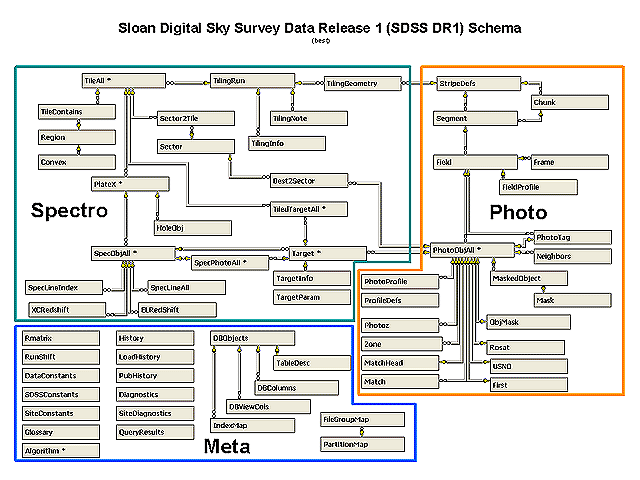 Sloan Digital Sky Survey Data Release 1 (SDSS DR1) Schema
(best)
TileAll *
TilingRun
TilingGeometry
StripeDefs
Chunk
TileContains
Sector2Tile
TilingNote
Segment
Region
Sector
TilingInfo
Convex
Field
Frame
PlateX *
Best2Sector
FieldProfile
Spectro
HoleObj
TiledTargetAll *
Photo
PhotoTag
SpecObjAll *
Target *
PhotoObjAll *
Neighbors
SpecPhotoAll *
SpecLineIndex
SpecLineAll
TargetInfo
PhotoProfile
MaskedObject
XCRedshift
ELRedShift
TargetParam
ProfileDefs
Mask
Photoz
ObjMask
Zone
Rosat
MatchHead
USNO
Match
First
Rmatrix
History
DBObjects
RunShift
LoadHistory
TableDesc
DataConstants
PubHistory
DBColumns
SDSSConstants
Diagnostics
DBViewCols
SiteConstants
SiteDiagnostics
IndexMap
FileGroupMap
Glossary
QueryResults
Meta
PartitionMap
Algorithm *